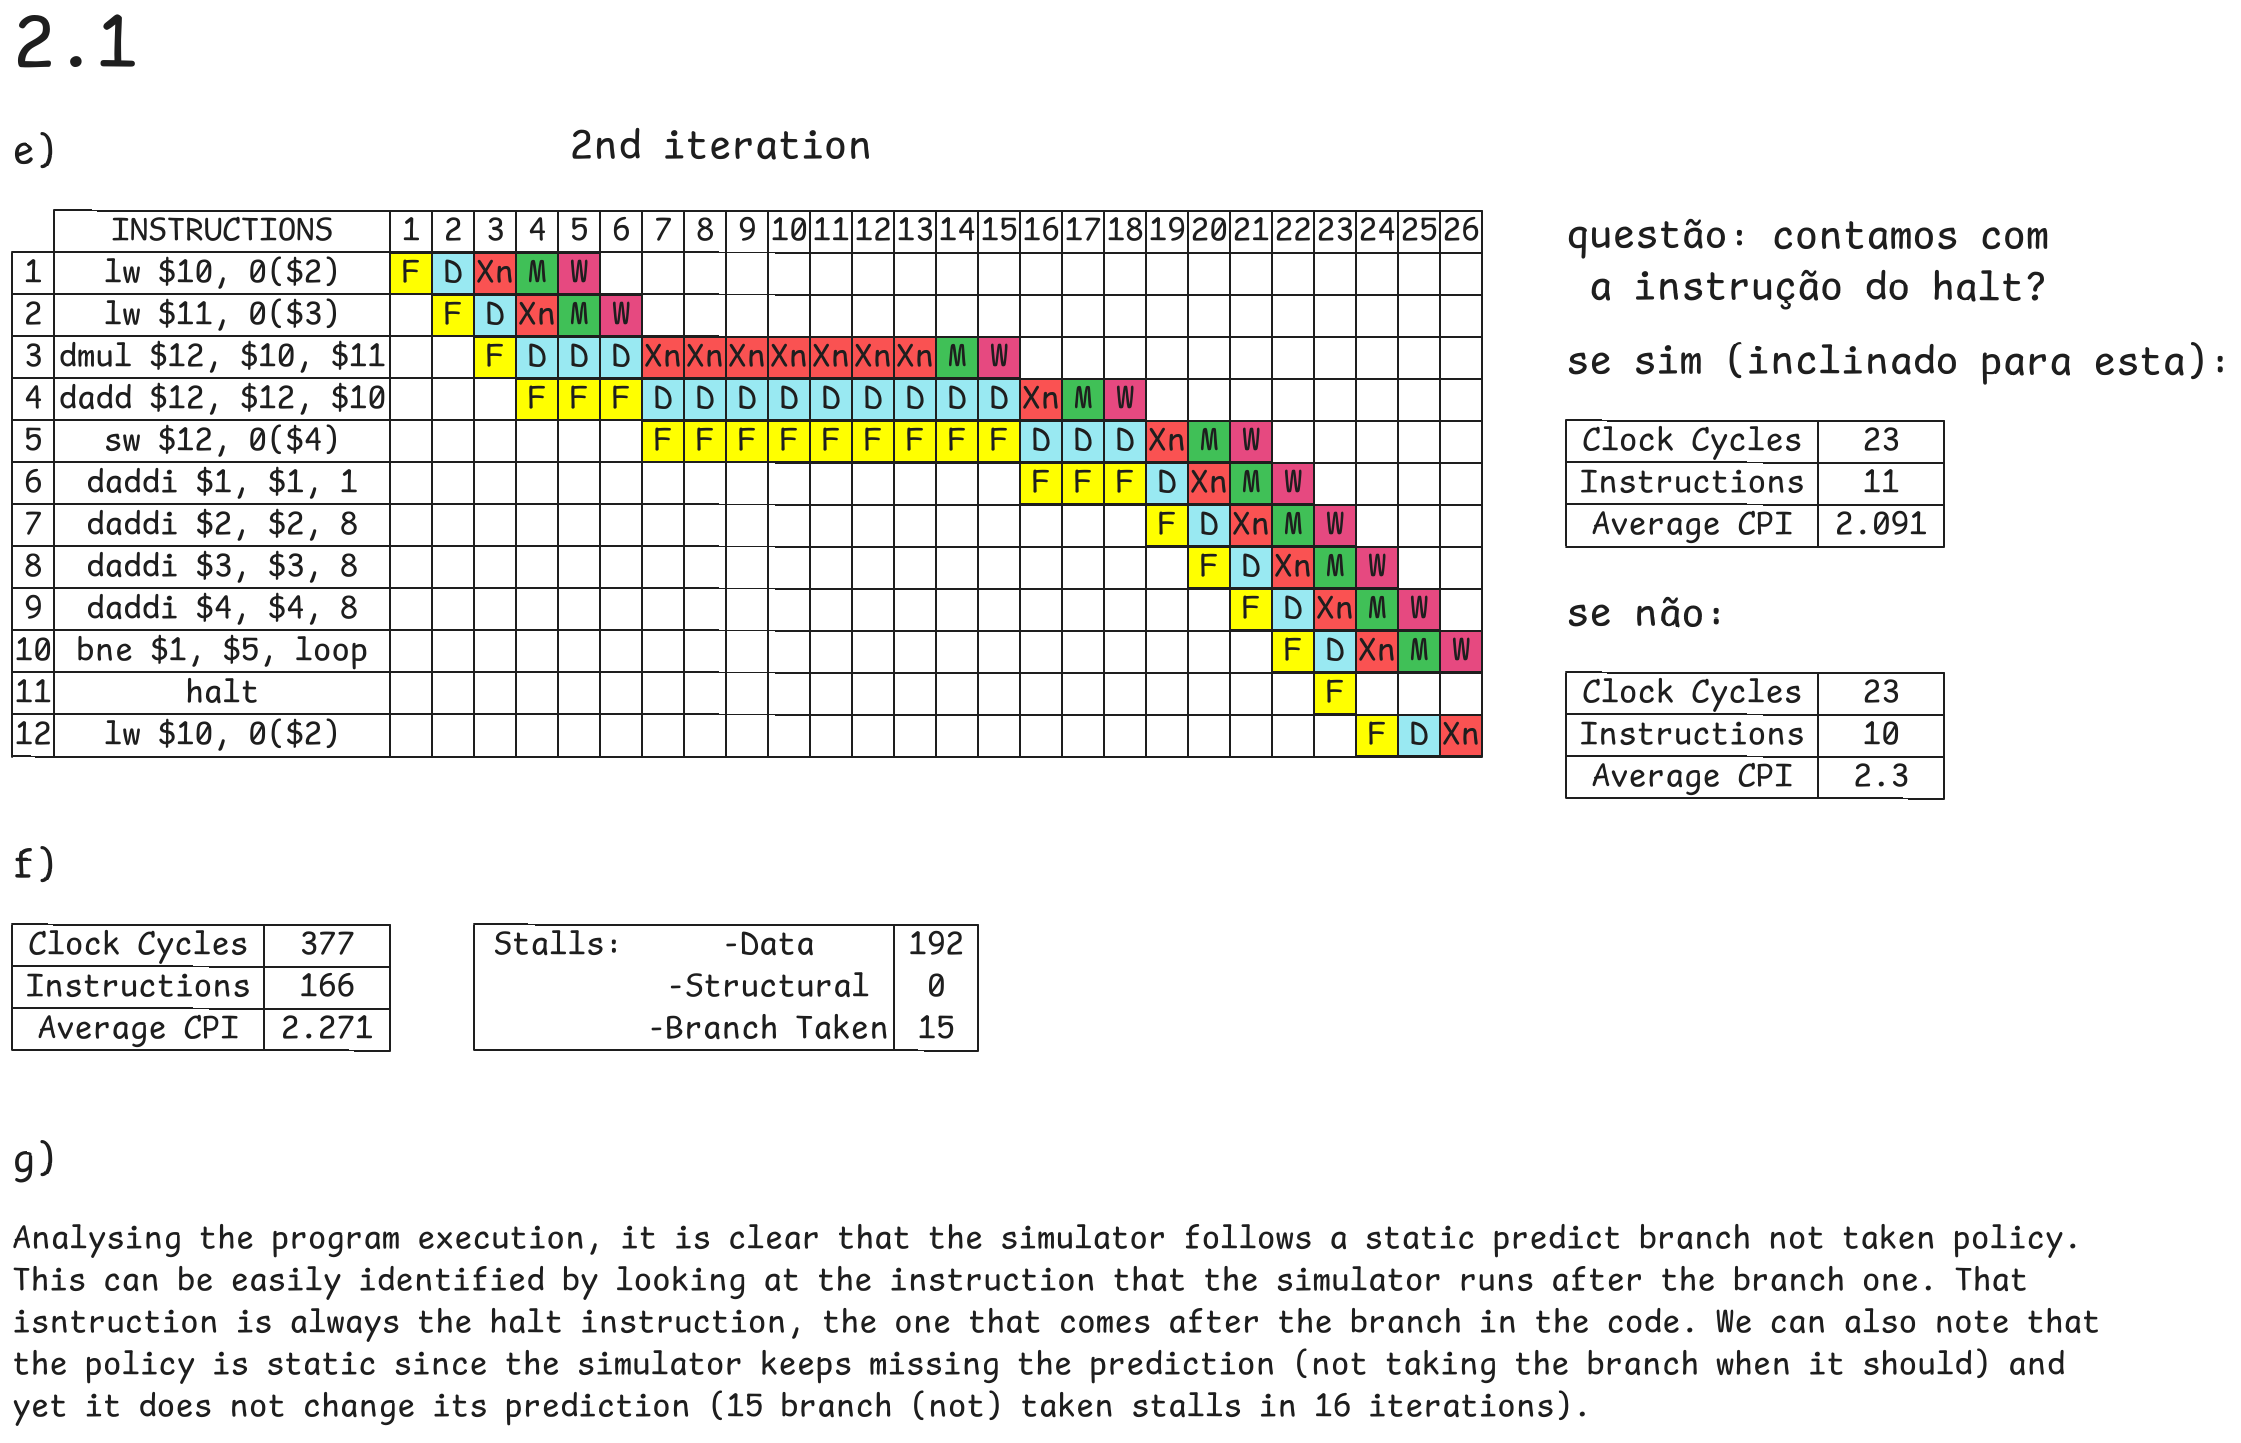 2.1
e)
2nd iteration
INSTRUCTIONS 1 2 3 4 5 6 7 8 9 10 11 12 13 14 15 16 17 18 19 20 21 22 23 24 25 26
1 lw $10, 0($2) F D Xn M W
2 lw $11, 0($3) F D Xn M W
3 dmul $12, $10, $11 F D D D Xn Xn Xn Xn Xn Xn Xn M W
4 dadd $12, $12, $10 F F F D D D D D D D D D Xn M W
5 sw $12, 0($4) F F F F F F F F F D D D Xn M W
6 daddi $1, $1, 1 F F F D Xn M W
7 daddi $2, $2, 8 F D Xn M W
8 daddi $3, $3, 8 F D Xn M W
9 daddi $4, $4, 8 F D Xn M W
10 bne $1, $5, loop F D Xn M W
11 halt F
12 lw $10, 0($2) F D Xn
questão: contamos com
a instrução do halt?
se sim (inclinado para esta):
Clock Cycles 23
Instructions 11
Average CPI 2.091
se não:
Clock Cycles 23
Instructions 10
Average CPI 2.3
f)
Clock Cycles 377
Instructions 166
Average CPI 2.271
Stalls: -Data 192
-Structural 0
-Branch Taken 15
g)
Analysing the program execution, it is clear that the simulator follows a static predict branch not taken policy.
This can be easily identified by looking at the instruction that the simulator runs after the branch one. That
isntruction is always the halt instruction, the one that comes after the branch in the code. We can also note that
the policy is static since the simulator keeps missing the prediction (not taking the branch when it should) and
yet it does not change its prediction (15 branch (not) taken stalls in 16 iterations).